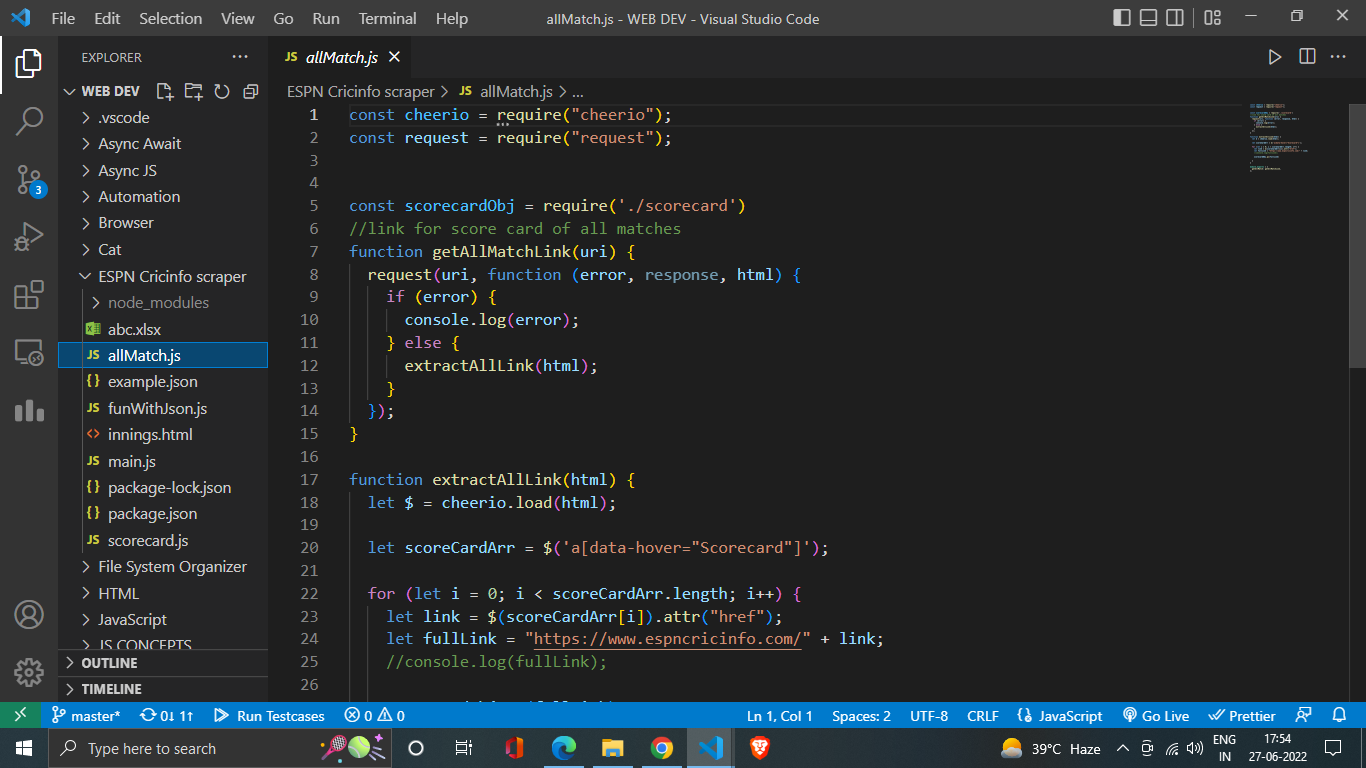 File Edit Selection View Go Run Terminal Help allMatch.js - WEB DEV - Visual Studio Code
EXPLORER
WEB DEV
.vscode
Async Await
Async JS
Automation
Browser
Cat
ESPN Cricinfo scraper
node_modules
abc.xlsx
JS allMatch.js
{} example.json
JS funWithJson.js
<> innings.html
JS main.js
{} package-lock.json
{} package.json
JS scorecard.js
File System Organizer
HTML
JavaScript
JS CONCEPTS
OUTLINE
TIMELINE
3
JS allMatch.js
ESPN Cricinfo scraper > JS allMatch.js > ...
1 const cheerio = require("cheerio");
2 const request = require("request");
3
4
5 const scorecardObj = require('./scorecard')
6 //link for score card of all matches
7 function getAllMatchLink(uri) {
8 request(uri, function (error, response, html) {
9 if (error) {
10 console.log(error);
11 } else {
12 extractAllLink(html);
13 }
14 });
15 }
16
17 function extractAllLink(html) {
18 let $ = cheerio.load(html);
19
20 let scoreCardArr = $('a[data-hover="Scorecard"]');
21
22 for (let i = 0; i < scoreCardArr.length; i++) {
23 let link = $(scoreCardArr[i]).attr("href");
24 let fullLink = "https://www.espncricinfo.com/" + link;
25 //console.log(fullLink);
26
master* 0↓ 1↑ Run Testcases 0 0 Ln 1, Col 1 Spaces: 2 UTF-8 CRLF {} JavaScript Go Live Prettier
Type here to search 39°C Haze ENG IN 17:54 27-06-2022